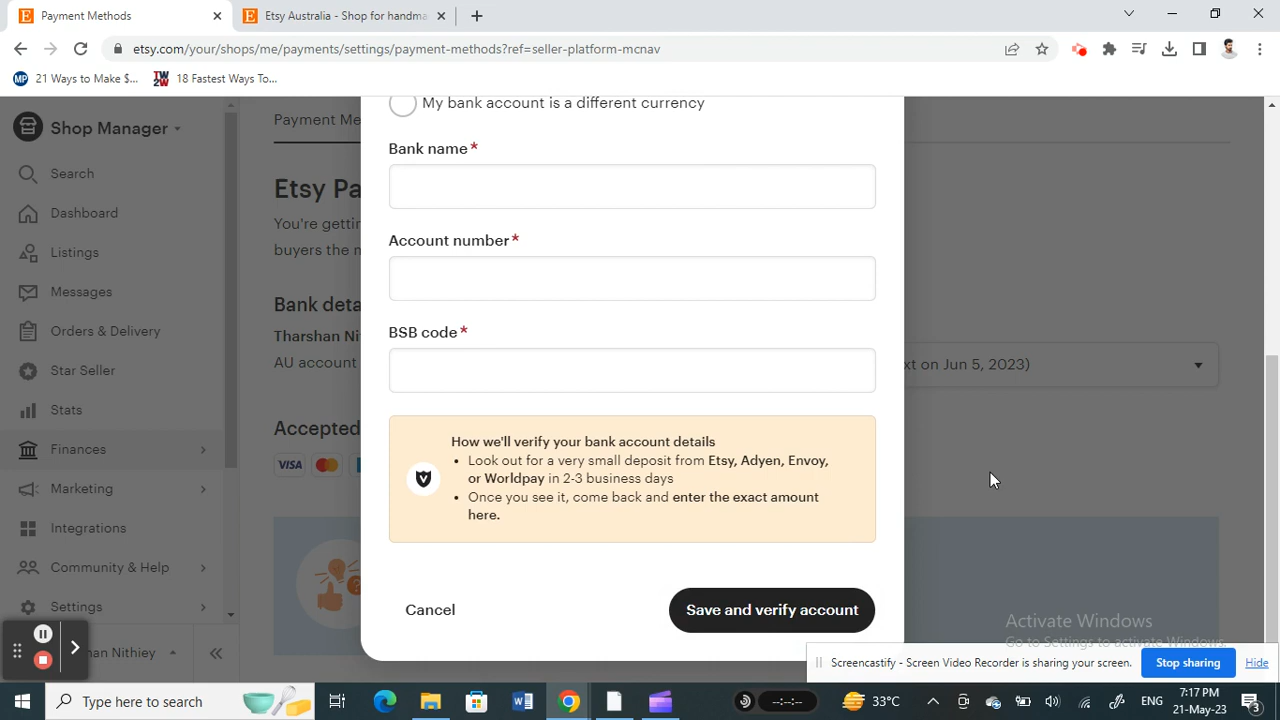 Payment Methods
Etsy Australia - Shop for handma
etsy.com/your/shops/me/payments/settings/payment-methods?ref=seller-platform-mcnav
MP 21 Ways to Make $...
TW 2W 18 Fastest Ways To...
Shop Manager
Search
Dashboard
Listings
Messages
Orders & Delivery
Star Seller
Stats
Finances
Marketing
Integrations
Community & Help
Settings
han Nithiey
Payment Me
Etsy Pa
You're gettin
buyers the n
Bank deta
Tharshan Ni
AU account
xt on Jun 5, 2023)
Accepted
VISA
My bank account is a different currency
Bank name*
Account number*
BSB code*
How we'll verify your bank account details
• Look out for a very small deposit from Etsy, Adyen, Envoy,
or Worldpay in 2-3 business days
• Once you see it, come back and enter the exact amount
here.
Cancel
Save and verify account
Activate Windows
Go to Settings to activate Windows.
Screencastify - Screen Video Recorder is sharing your screen.
Stop sharing
Hide
Type here to search
--:--:--
33°C
ENG
7:17 PM
21-May-23
3